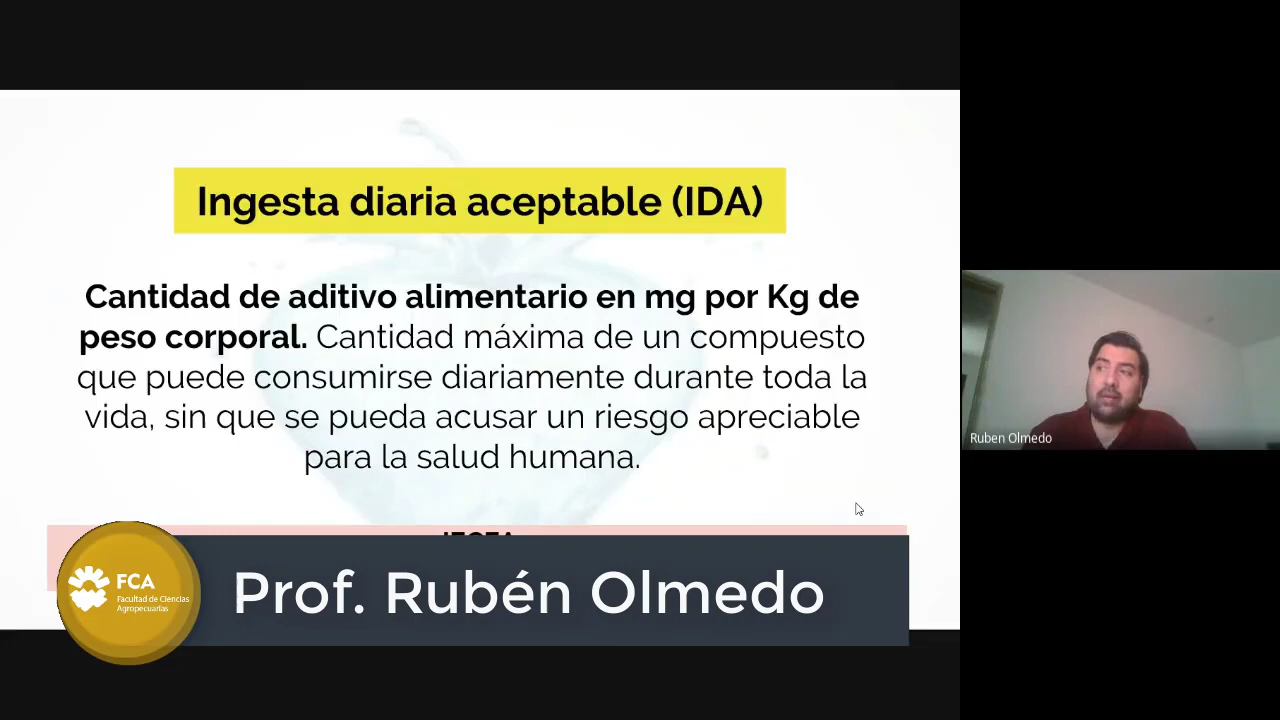 Ingesta diaria aceptable (IDA)
Cantidad de aditivo alimentario en mg por Kg de
peso corporal. Cantidad máxima de un compuesto
que puede consumirse diariamente durante toda la
vida, sin que se pueda acusar un riesgo apreciable
para la salud humana.
FCA
Facultad de Ciencias
Agropecuarias
Prof. Rubén Olmedo
Ruben Olmedo